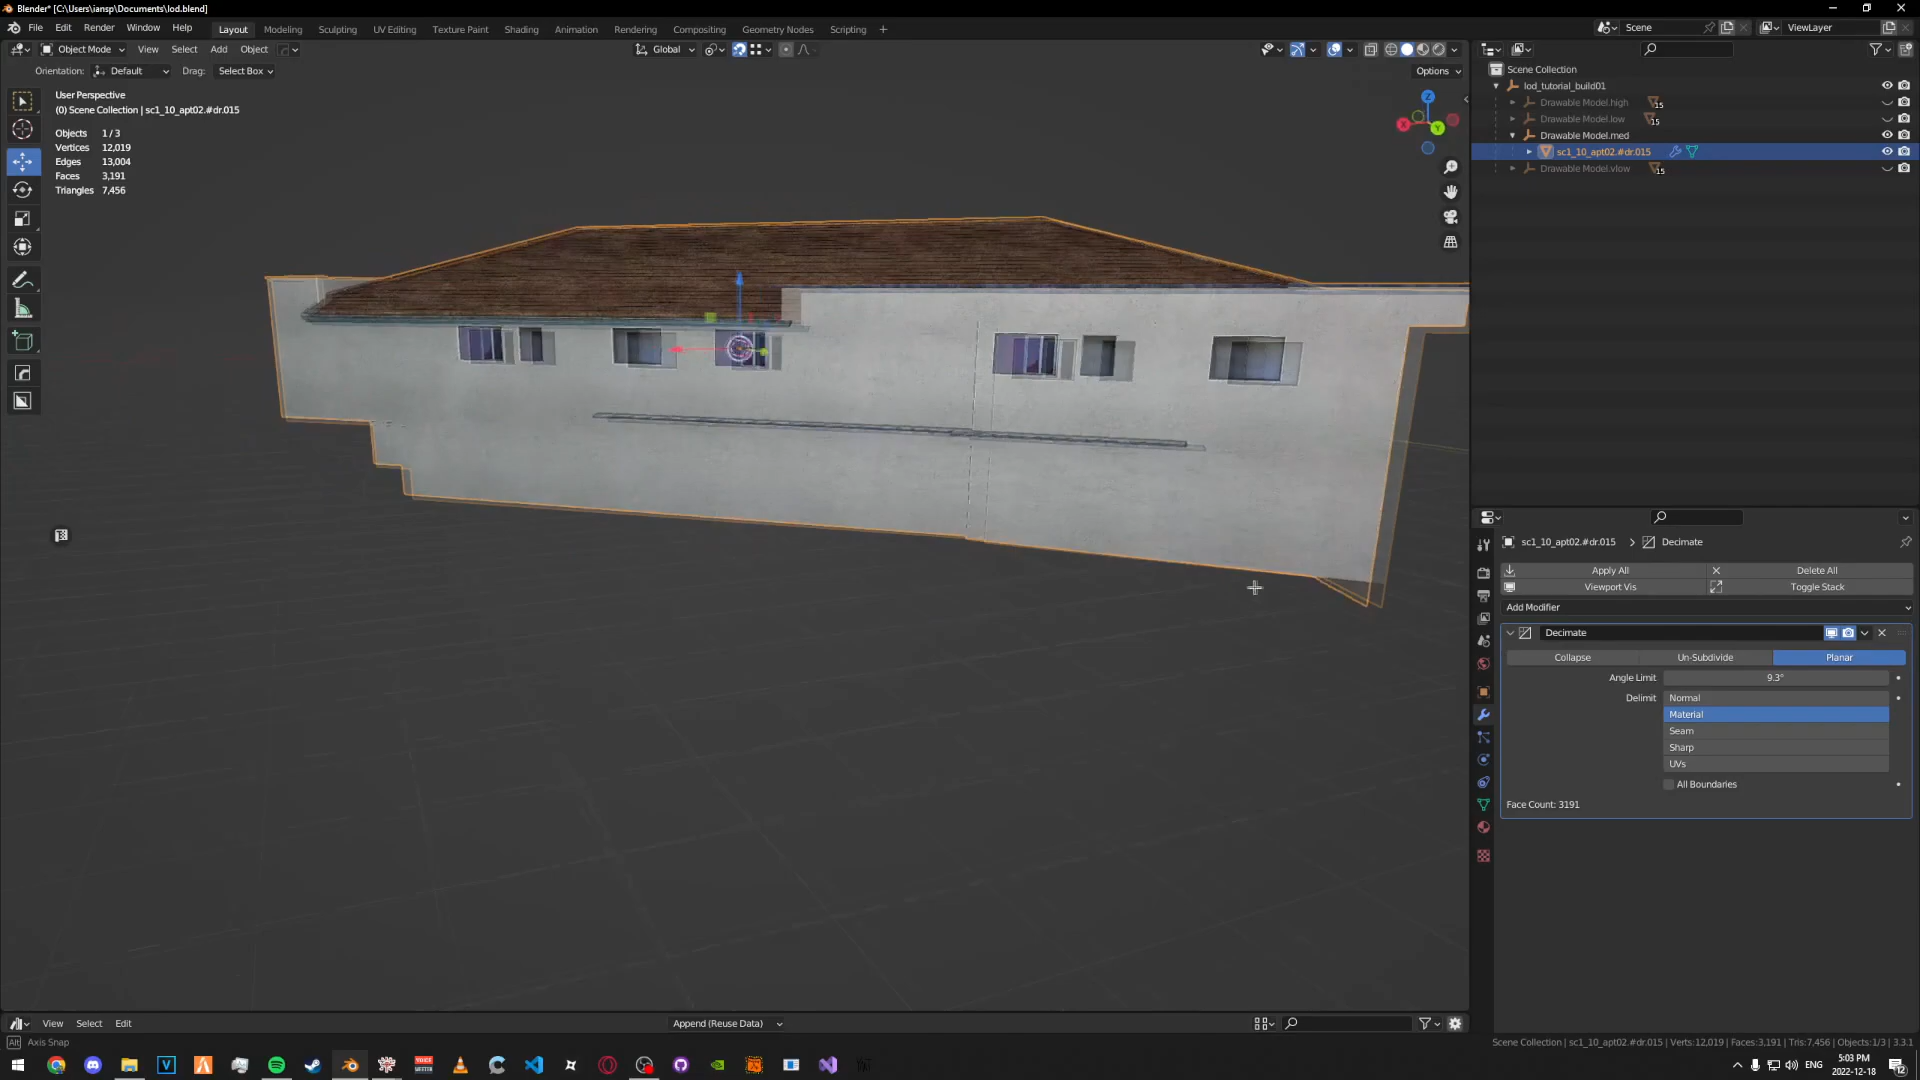 Blender* [C:\Users\iansp\Documents\lod.blend]
File Edit Render Window Help Layout Modeling Sculpting UV Editing Texture Paint Shading Animation Rendering Compositing Geometry Nodes Scripting + Scene ViewLayer
Object Mode View Select Add Object Global
Orientation: Default Drag: Select Box Options
User Perspective
(0) Scene Collection | sc1_10_apt02.#dr.015
Objects 1 / 3
Vertices 12,019
Edges 13,004
Faces 3,191
Triangles 7,456
Z
X
Y
Scene Collection
lod_tutorial_build01
Drawable Model.high 15
Drawable Model.low 15
Drawable Model.med
sc1_10_apt02.#dr.015
Drawable Model.vlow 15
sc1_10_apt02.#dr.015 > Decimate
Apply All Delete All
Viewport Vis Toggle Stack
Add Modifier
Decimate
Collapse Un-Subdivide Planar
Angle Limit 9.3°
Delimit Normal
Material
Seam
Sharp
UVs
All Boundaries
Face Count: 3191
View Select Edit Append (Reuse Data)
Alt Axis Snap
Scene Collection | sc1_10_apt02.#dr.015 | Verts:12,019 | Faces:3,191 | Tris:7,456 | Objects:1/3 | 3.3.1
ENG
5:03 PM
2022-12-18
12